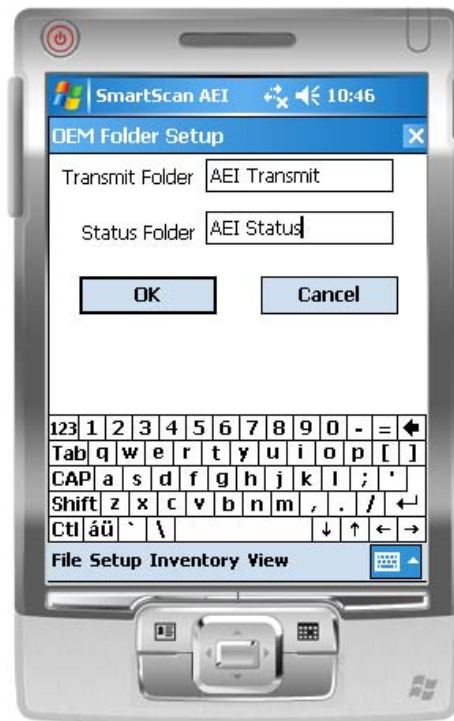 SmartScan AEI 10:46
OEM Folder Setup
Transmit Folder AEI Transmit
Status Folder AEI Status
OK Cancel
123 1 2 3 4 5 6 7 8 9 0 - =
Tab q w e r t y u i o p [ ]
CAP a s d f g h j k l ; '
Shift z x c v b n m , . /
Ctl áü ` \
File Setup Inventory View